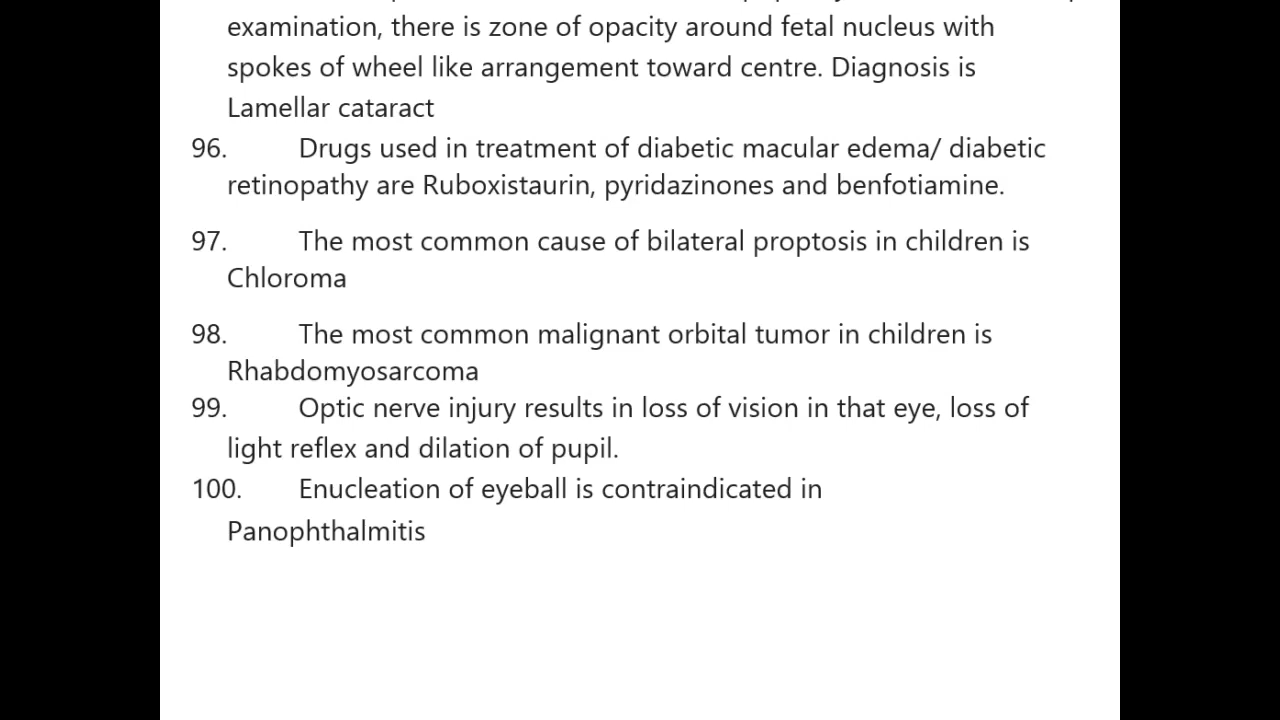 examination, there is zone of opacity around fetal nucleus with
spokes of wheel like arrangement toward centre. Diagnosis is
Lamellar cataract
96. Drugs used in treatment of diabetic macular edema/ diabetic
retinopathy are Ruboxistaurin, pyridazinones and benfotiamine.
97. The most common cause of bilateral proptosis in children is
Chloroma
98. The most common malignant orbital tumor in children is
Rhabdomyosarcoma
99. Optic nerve injury results in loss of vision in that eye, loss of
light reflex and dilation of pupil.
100. Enucleation of eyeball is contraindicated in
Panophthalmitis